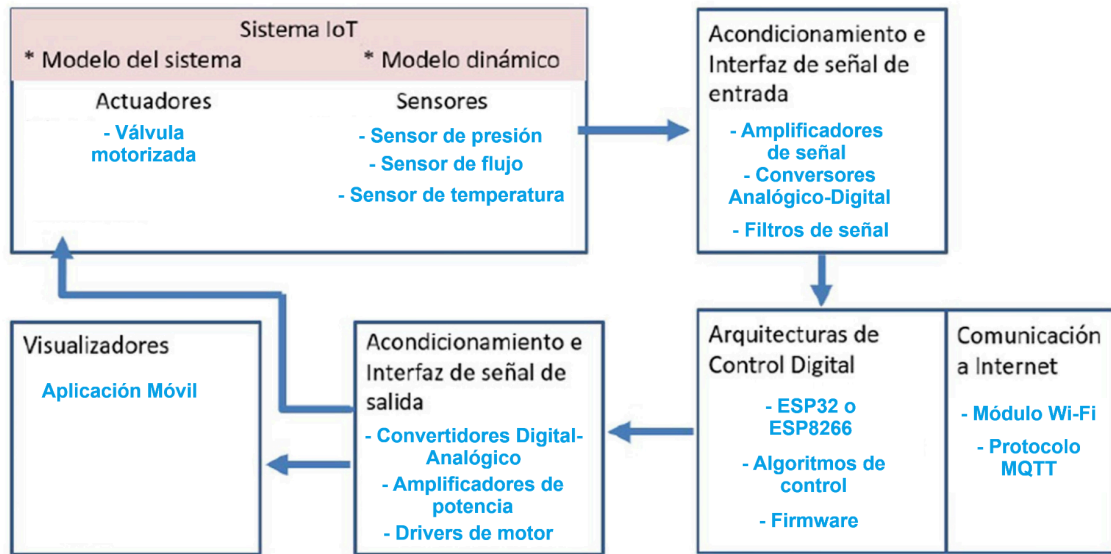 Sistema IoT
* Modelo del sistema
* Modelo dinámico
Actuadores
- Válvula
motorizada
Sensores
- Sensor de presión
- Sensor de flujo
- Sensor de temperatura
Acondicionamiento e
Interfaz de señal de
entrada
- Amplificadores
de señal
- Conversores
Analógico-Digital
- Filtros de señal
Visualizadores
Aplicación Móvil
Acondicionamiento e
Interfaz de señal de
salida
- Convertidores Digital-
Analógico
- Amplificadores de
potencia
- Drivers de motor
Arquitecturas de
Control Digital
- ESP32 o
ESP8266
- Algoritmos de
control
- Firmware
Comunicación
a Internet
- Módulo Wi-Fi
- Protocolo
MQTT